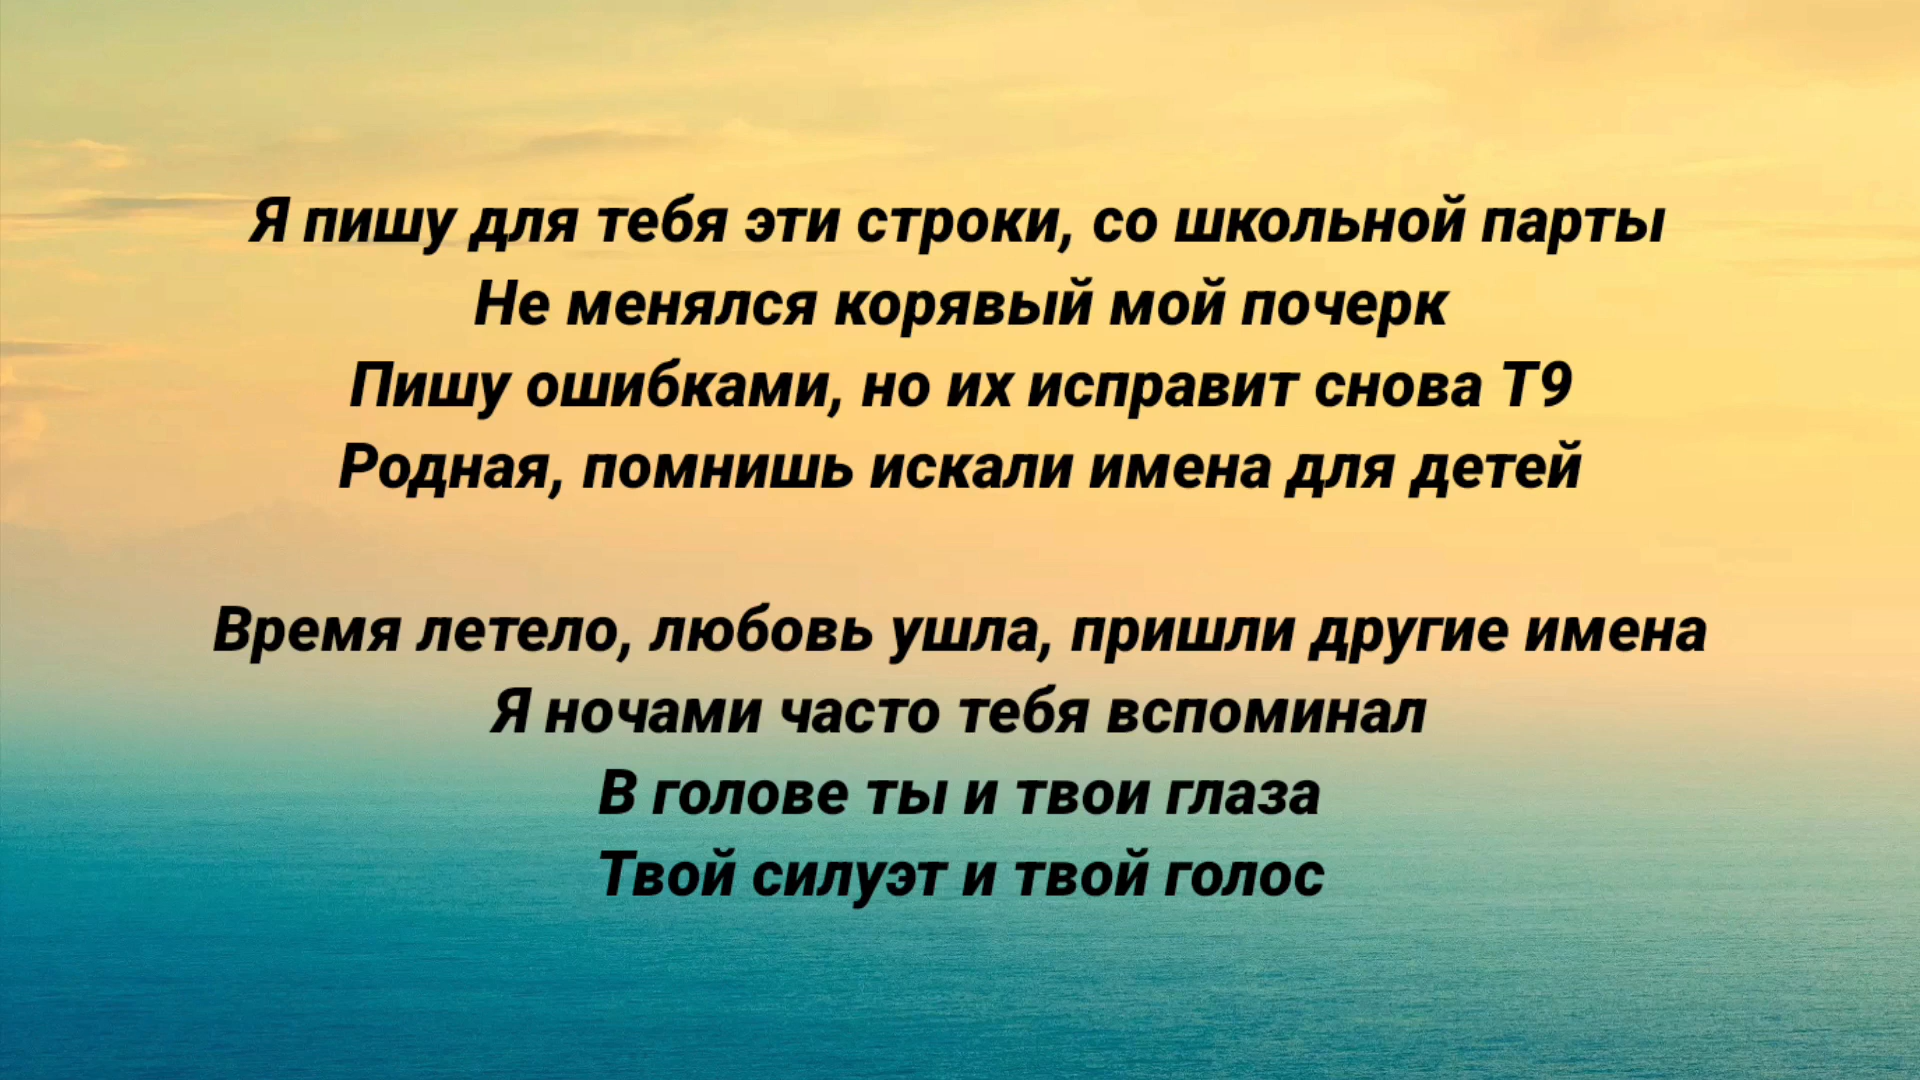 Я пишу для тебя эти строки, со школьной парты
Не менялся корявый мой почерк
Пишу ошибками, но их исправит снова Т9
Родная, помнишь искали имена для детей
Время летело, любовь ушла, пришли другие имена
Я ночами часто тебя вспоминал
В голове ты и твои глаза
Твой силуэт и твой голос